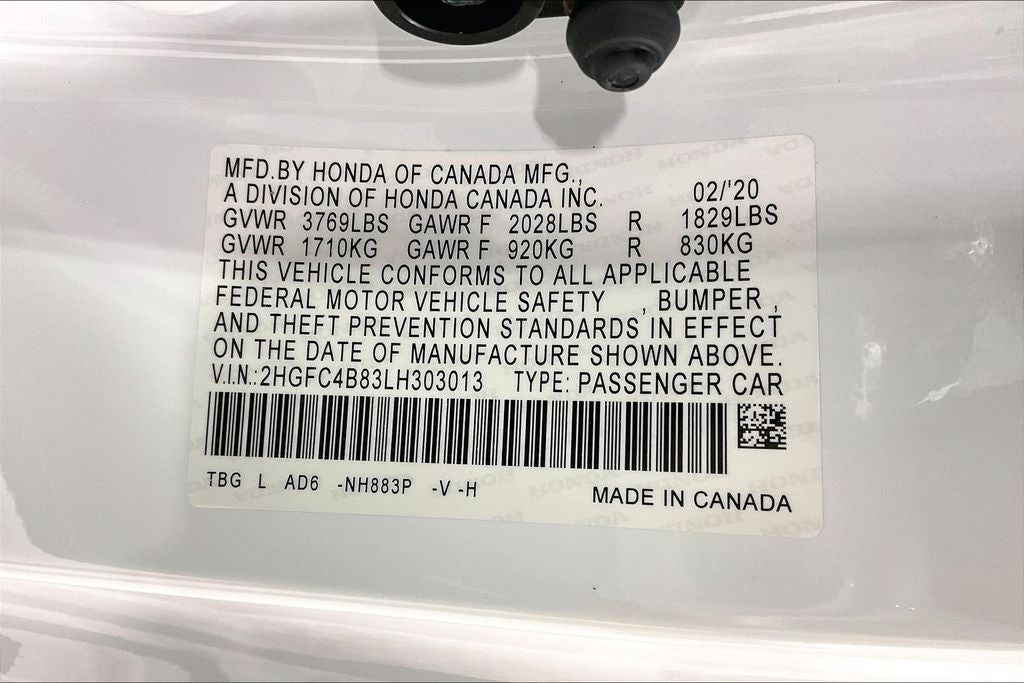 MFD.BY HONDA OF CANADA MFG.,
A DIVISION OF HONDA CANADA INC. 02/'20
GVWR 3769LBS GAWR F 2028LBS R 1829LBS
GVWR 1710KG GAWR F 920KG R 830KG
THIS VEHICLE CONFORMS TO ALL APPLICABLE
FEDERAL MOTOR VEHICLE SAFETY , BUMPER ,
AND THEFT PREVENTION STANDARDS IN EFFECT
ON THE DATE OF MANUFACTURE SHOWN ABOVE.
V.I.N.:2HGFC4B83LH303013 TYPE: PASSENGER CAR
TBG L AD6 -NH883P -V -H
MADE IN CANADA